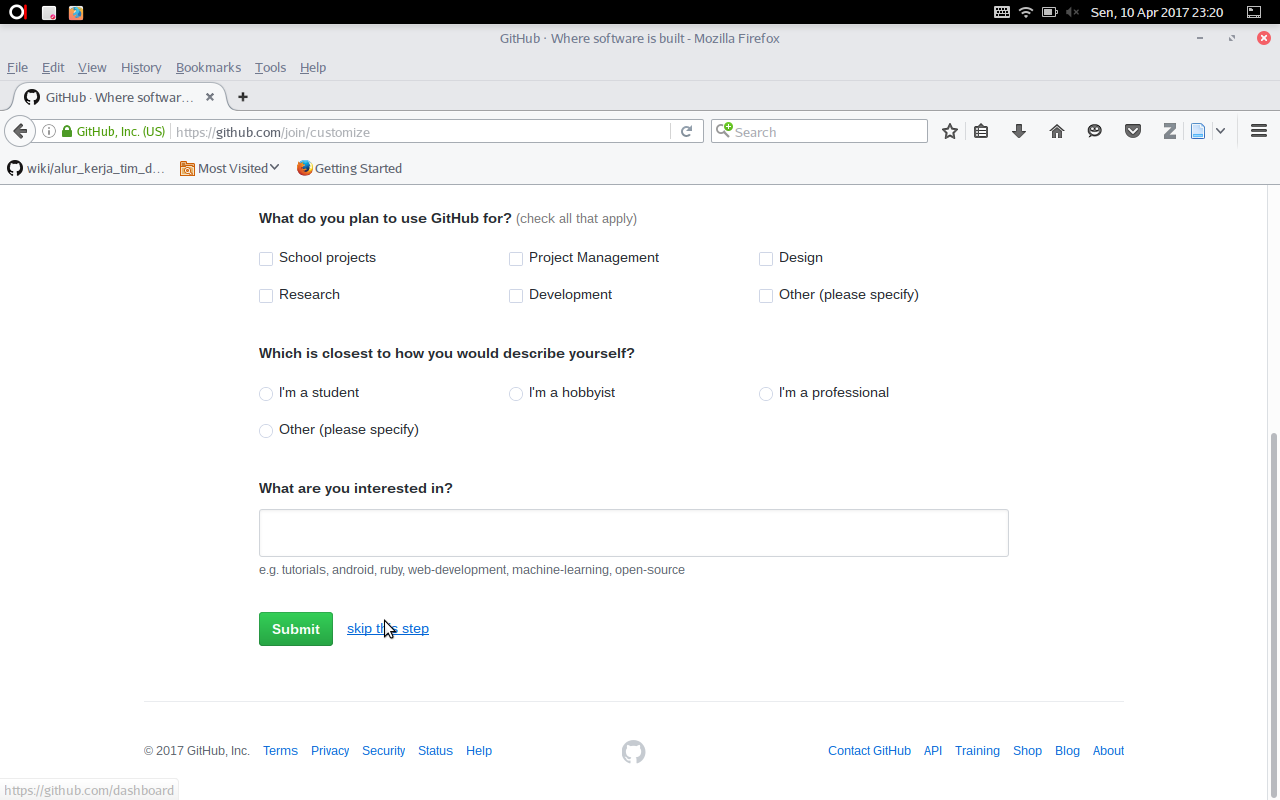 Sen, 10 Apr 2017 23:20
GitHub · Where software is built - Mozilla Firefox
File Edit View History Bookmarks Tools Help
GitHub · Where softwar…
GitHub, Inc. (US) https://github.com/join/customize Search
wiki/alur_kerja_tim_d… Most Visited Getting Started
What do you plan to use GitHub for? (check all that apply)
School projects Project Management Design
Research Development Other (please specify)
Which is closest to how you would describe yourself?
I'm a student I'm a hobbyist I'm a professional
Other (please specify)
What are you interested in?
e.g. tutorials, android, ruby, web-development, machine-learning, open-source
Submit skip this step
© 2017 GitHub, Inc. Terms Privacy Security Status Help Contact GitHub API Training Shop Blog About
https://github.com/dashboard